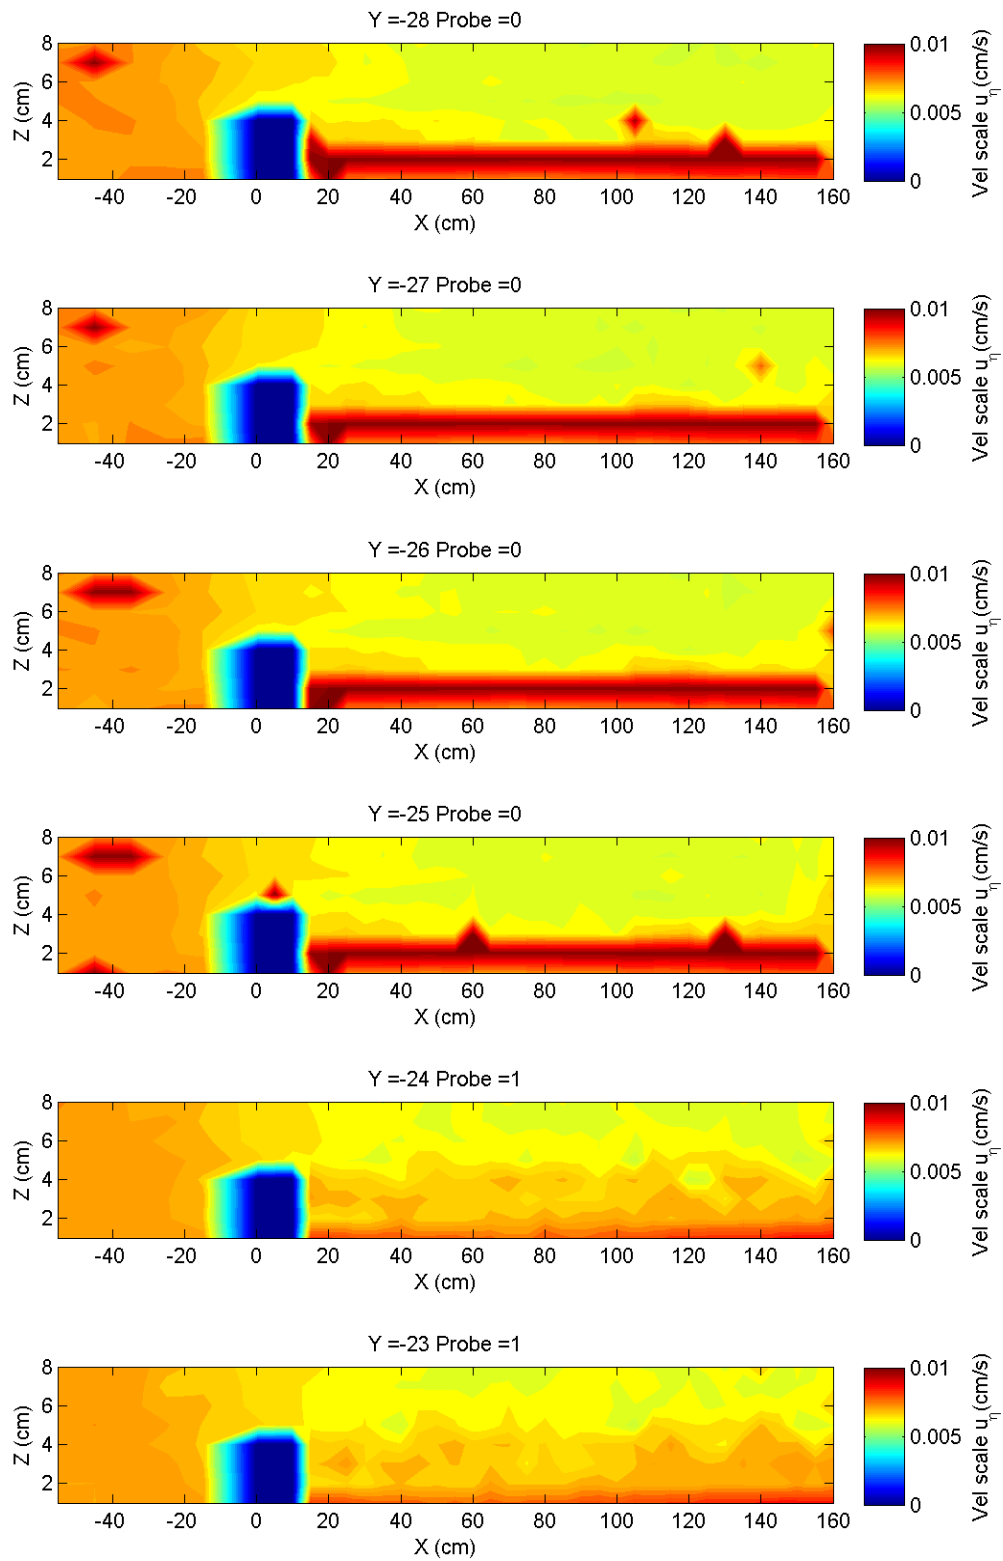 Y =-28 Probe =0
8
6
4
2
Z (cm)
-40 -20 0 20 40 60 80 100 120 140 160
X (cm)
0.01
0.005
0
Vel scale u_η (cm/s)
Y =-27 Probe =0
8
6
4
2
Z (cm)
-40 -20 0 20 40 60 80 100 120 140 160
X (cm)
0.01
0.005
0
Vel scale u_η (cm/s)
Y =-26 Probe =0
8
6
4
2
Z (cm)
-40 -20 0 20 40 60 80 100 120 140 160
X (cm)
0.01
0.005
0
Vel scale u_η (cm/s)
Y =-25 Probe =0
8
6
4
2
Z (cm)
-40 -20 0 20 40 60 80 100 120 140 160
X (cm)
0.01
0.005
0
Vel scale u_η (cm/s)
Y =-24 Probe =1
8
6
4
2
Z (cm)
-40 -20 0 20 40 60 80 100 120 140 160
X (cm)
0.01
0.005
0
Vel scale u_η (cm/s)
Y =-23 Probe =1
8
6
4
2
Z (cm)
-40 -20 0 20 40 60 80 100 120 140 160
X (cm)
0.01
0.005
0
Vel scale u_η (cm/s)